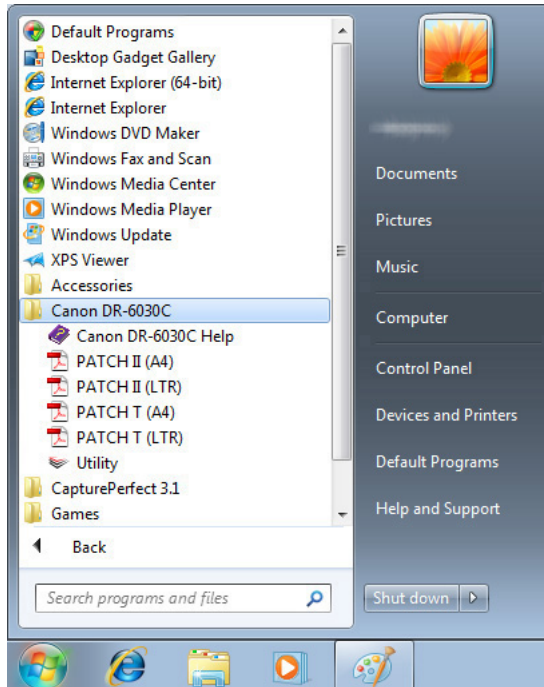 Default Programs
Desktop Gadget Gallery
Internet Explorer (64-bit)
Internet Explorer
Windows DVD Maker
Windows Fax and Scan
Windows Media Center
Windows Media Player
Windows Update
XPS Viewer
Accessories
Canon DR-6030C
Canon DR-6030C Help
PATCH II (A4)
PATCH II (LTR)
PATCH T (A4)
PATCH T (LTR)
Utility
CapturePerfect 3.1
Games
Back
Search programs and files
Documents
Pictures
Music
Computer
Control Panel
Devices and Printers
Default Programs
Help and Support
Shut down